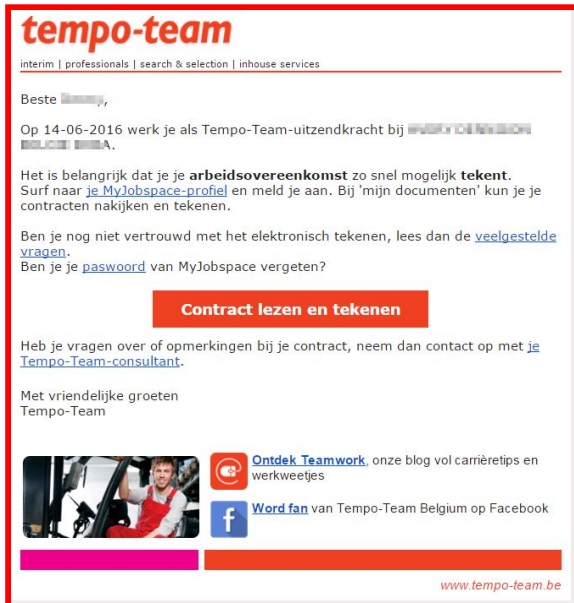 tempo-team
interim | professionals | search & selection | inhouse services
Beste ,
Op 14-06-2016 werk je als Tempo-Team-uitzendkracht bij
.
Het is belangrijk dat je je arbeidsovereenkomst zo snel mogelijk tekent.
Surf naar je MyJobspace-profiel en meld je aan. Bij 'mijn documenten' kun je je
contracten nakijken en tekenen.
Ben je nog niet vertrouwd met het elektronisch tekenen, lees dan de veelgestelde
vragen.
Ben je je paswoord van MyJobspace vergeten?
Contract lezen en tekenen
Heb je vragen over of opmerkingen bij je contract, neem dan contact op met je
Tempo-Team-consultant.
Met vriendelijke groeten
Tempo-Team
Ontdek Teamwork, onze blog vol carrièretips en
werkweetjes
Word fan van Tempo-Team Belgium op Facebook
www.tempo-team.be